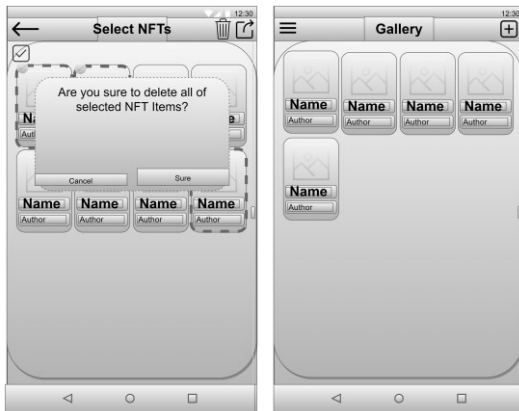 12:30
Select NFTs
Are you sure to delete all of
selected NFT Items?
Cancel
Sure
Name
Name
Name
Name
Author
Author
Author
Author
12:30
Gallery
Name
Name
Name
Name
Author
Author
Author
Author
Name
Author